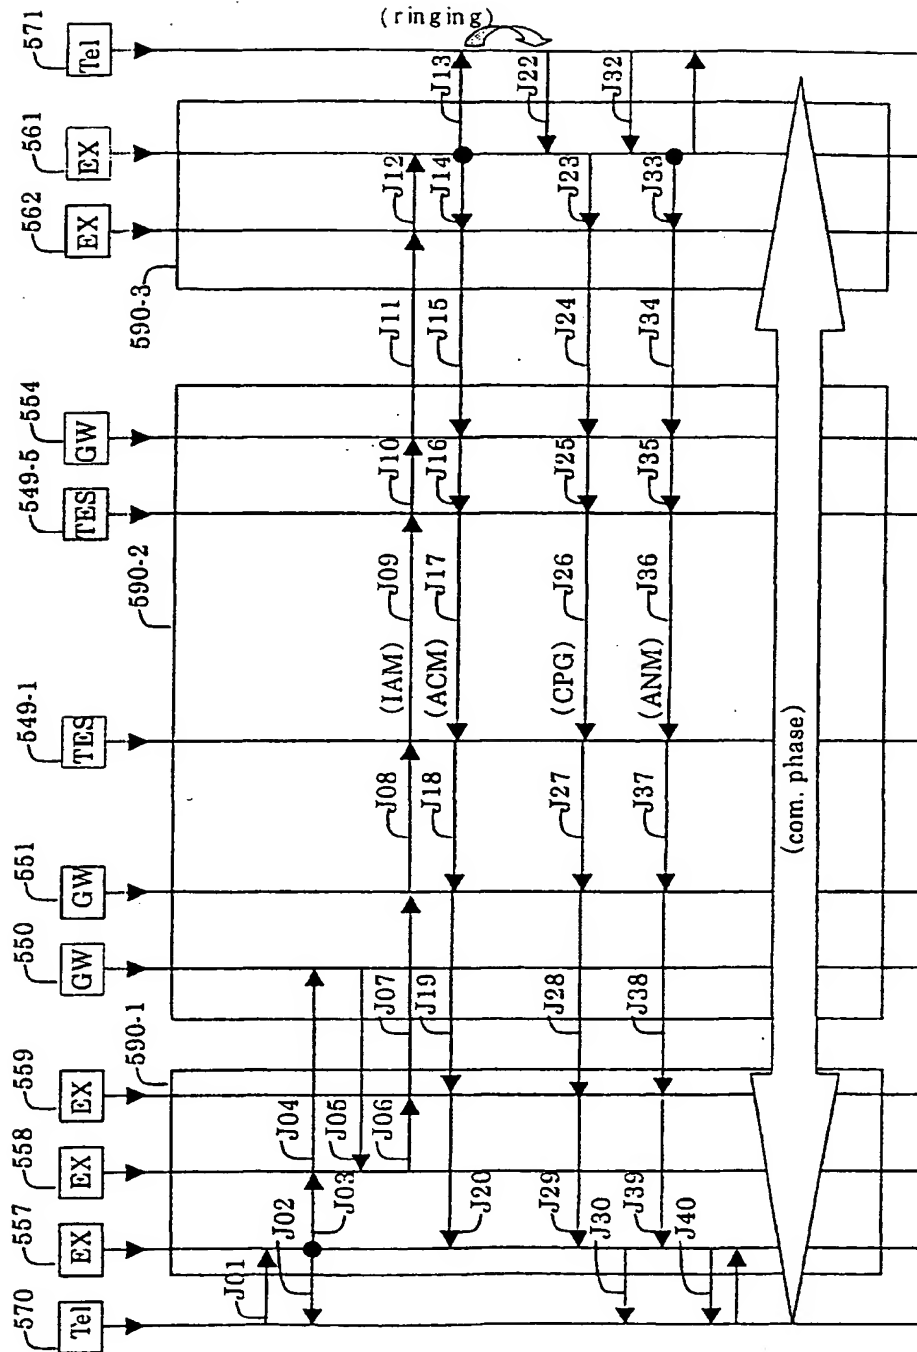 570
Tel
557
EX
558
EX
559
EX
550
GW
551
GW
549-1
TES
549-5
TES
554
GW
562
EX
561
EX
571
Tel
590-1
590-2
590-3
(ringing)
J01
J02
J03
J04
J05
J06
J07
J08
(IAM)
J09
J10
J11
J12
J13
J14
J15
J16
(ACM)
J17
J18
J19
J20
J22
J23
J24
J25
(CPG)
J26
J27
J28
J29
J30
J32
J33
J34
J35
(ANM)
J36
J37
J38
J39
J40
(com. phase)